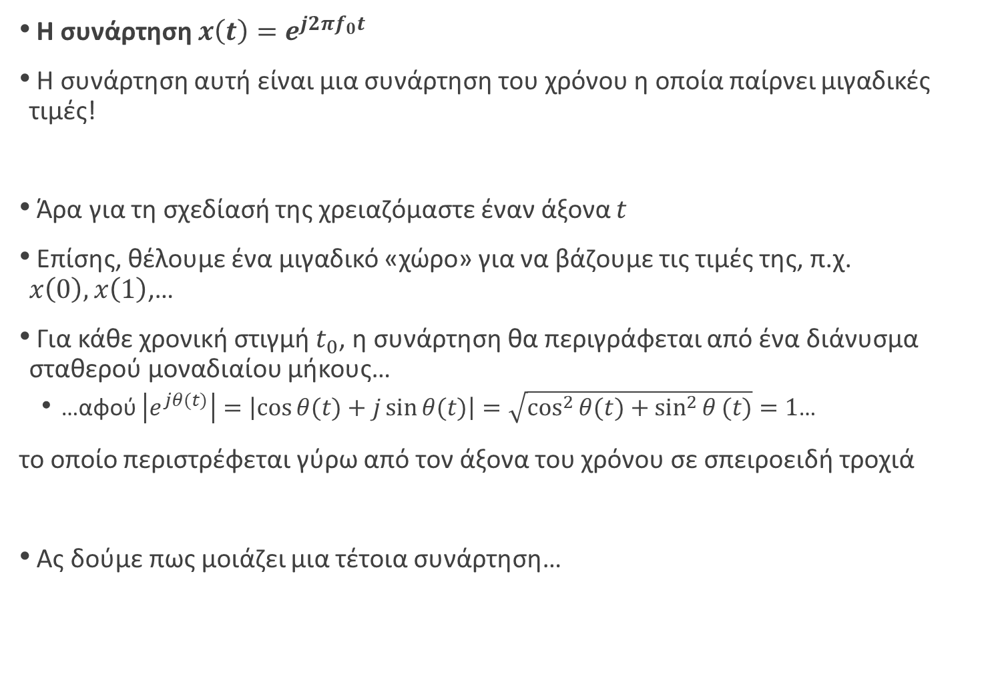 • Η συνάρτηση $\boldsymbol{x(t) = e^{j2\pi f_0 t}}$
• Η συνάρτηση αυτή είναι μια συνάρτηση του χρόνου η οποία παίρνει μιγαδικές
τιμές!
• Άρα για τη σχεδίασή της χρειαζόμαστε έναν άξονα $t$
• Επίσης, θέλουμε ένα μιγαδικό «χώρο» για να βάζουμε τις τιμές της, π.χ.
$x(0), x(1)$,…
• Για κάθε χρονική στιγμή $t_0$, η συνάρτηση θα περιγράφεται από ένα διάνυσμα
σταθερού μοναδιαίου μήκους…
• …αφού $|e^{j\theta(t)}| = |\cos\theta(t) + j\sin\theta(t)| = \sqrt{\cos^2\theta(t) + \sin^2\theta\,(t)} = 1$…
το οποίο περιστρέφεται γύρω από τον άξονα του χρόνου σε σπειροειδή τροχιά
• Ας δούμε πως μοιάζει μια τέτοια συνάρτηση…